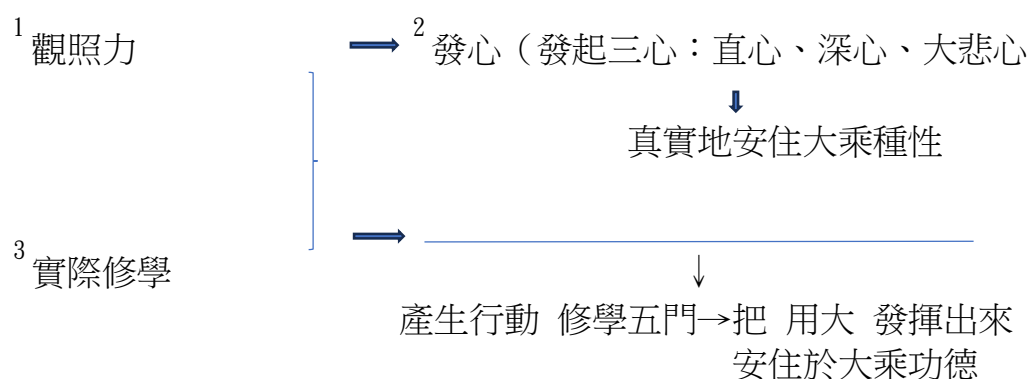 1 觀照力 → 2 發心（發起三心：直心、深心、大悲心
真實地安住大乘種性
3 實際修學
產生行動 修學五門→把 用大 發揮出來
安住於大乘功德